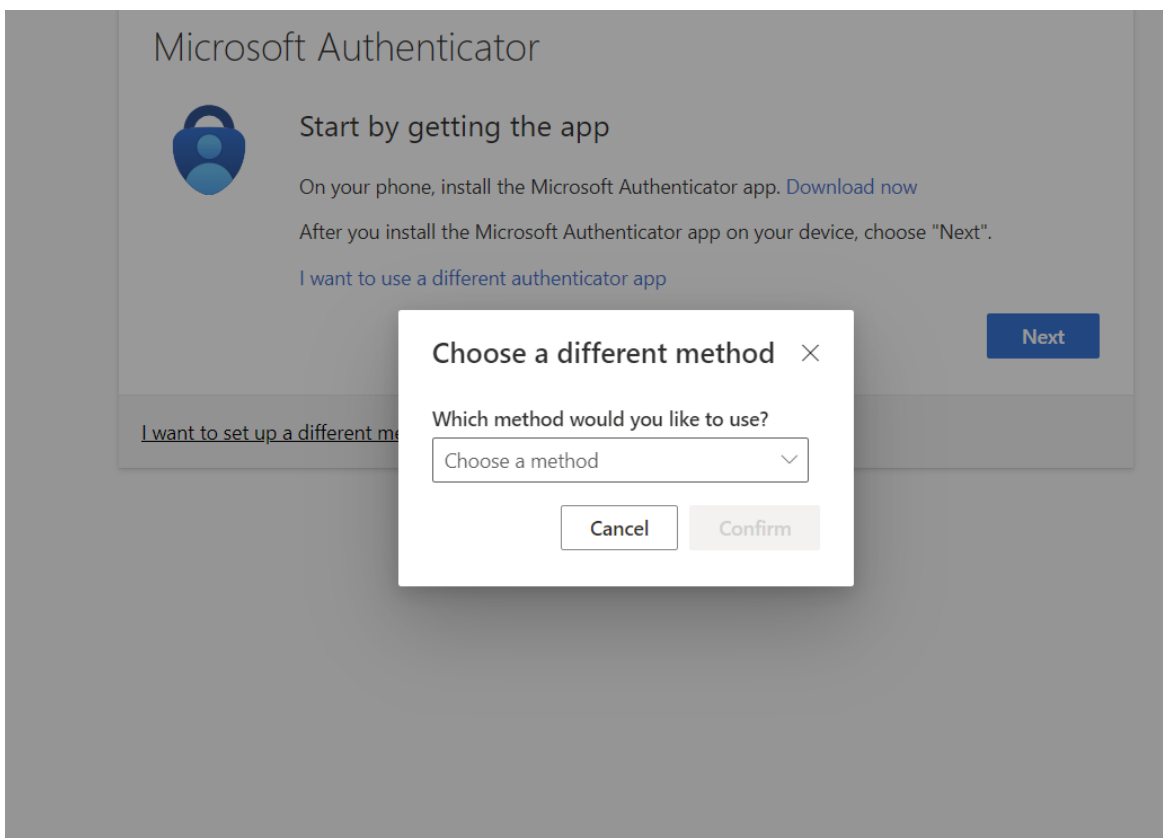 Microsoft Authenticator
Start by getting the app
On your phone, install the Microsoft Authenticator app. Download now
After you install the Microsoft Authenticator app on your device, choose "Next".
I want to use a different authenticator app
Next
Choose a different method
Which method would you like to use?
Choose a method
Cancel Confirm
I want to set up a different